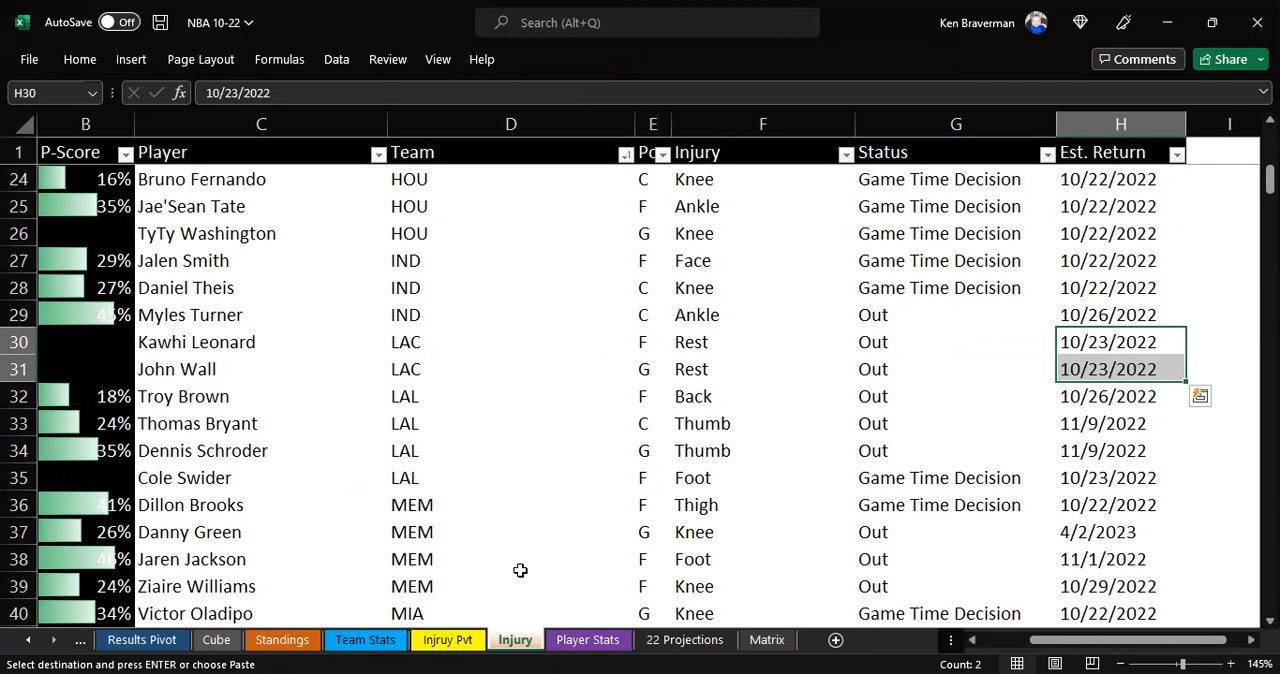 AutoSave Off NBA 10-22 Search (Alt+Q) Ken Braverman
File Home Insert Page Layout Formulas Data Review View Help Comments Share
H30 fx 10/23/2022
B C D E F G H I
1 P-Score Player Team Pc Injury Status Est. Return
24 16% Bruno Fernando HOU C Knee Game Time Decision 10/22/2022
25 35% Jae'Sean Tate HOU F Ankle Game Time Decision 10/22/2022
26 TyTy Washington HOU G Knee Game Time Decision 10/22/2022
27 29% Jalen Smith IND F Face Game Time Decision 10/22/2022
28 27% Daniel Theis IND C Knee Game Time Decision 10/22/2022
29 45% Myles Turner IND C Ankle Out 10/26/2022
30 Kawhi Leonard LAC F Rest Out 10/23/2022
31 John Wall LAC G Rest Out 10/23/2022
32 18% Troy Brown LAL F Back Out 10/26/2022
33 24% Thomas Bryant LAL C Thumb Out 11/9/2022
34 35% Dennis Schroder LAL G Thumb Out 11/9/2022
35 Cole Swider LAL F Foot Game Time Decision 10/23/2022
36 41% Dillon Brooks MEM F Thigh Game Time Decision 10/22/2022
37 26% Danny Green MEM G Knee Out 4/2/2023
38 46% Jaren Jackson MEM F Foot Out 11/1/2022
39 24% Ziaire Williams MEM F Knee Out 10/29/2022
40 34% Victor Oladipo MIA G Knee Game Time Decision 10/22/2022
... Results Pivot Cube Standings Team Stats Injruy Pvt Injury Player Stats 22 Projections Matrix
Select destination and press ENTER or choose Paste Count: 2 145%